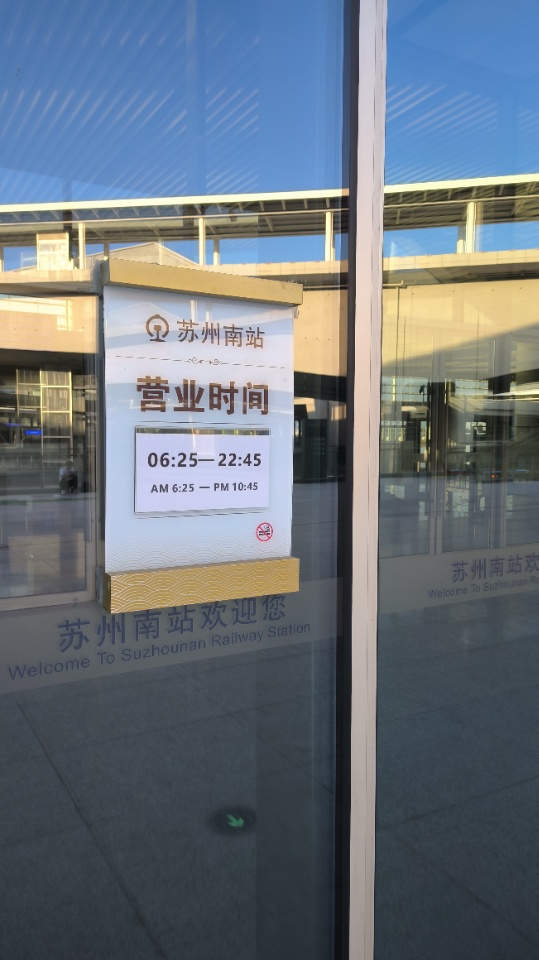 苏州南站
营业时间
06:25—22:45
AM 6:25 — PM 10:45
苏州南站欢迎您
Welcome To Suzhounan Railway Station
苏州南站欢
Welcome To Suzhounan R